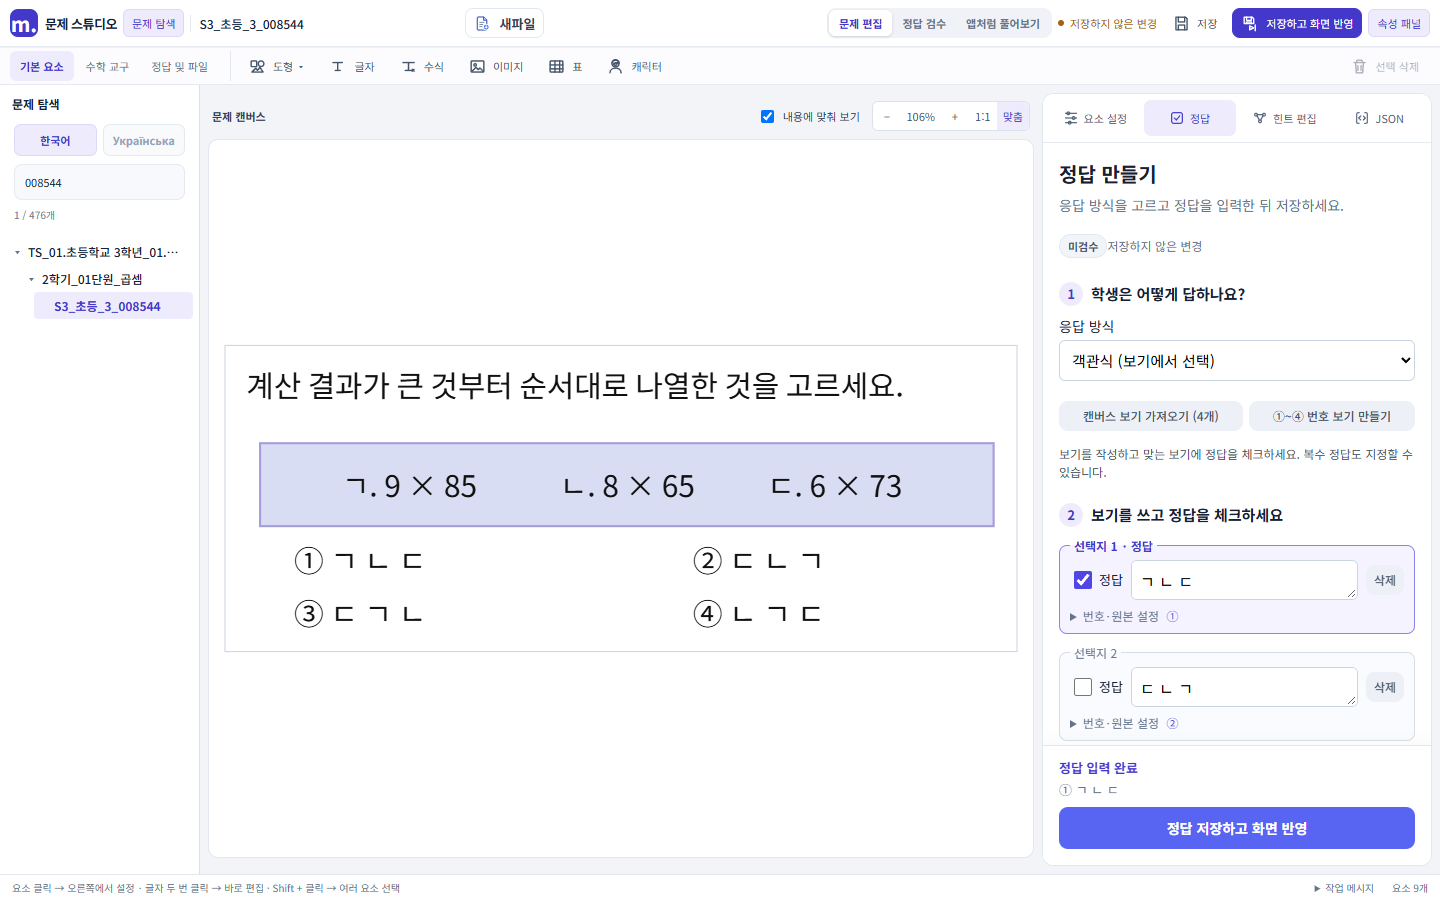 m. 문제 스튜디오 문제 탐색 S3_초등_3_008544 새파일 문제 편집 정답 검수 앱처럼 풀어보기 저장하지 않은 변경 저장 저장하고 화면 반영 속성 패널
기본 요소 수학 교구 정답 및 파일 도형 글자 수식 이미지 표 캐릭터 선택 삭제
문제 탐색
한국어 Українська
008544
1 / 476개
TS_01.초등학교 3학년_01.…
2학기_01단원_곱셈
S3_초등_3_008544
문제 캔버스 내용에 맞춰 보기 − 106% + 1:1 맞춤
계산 결과가 큰 것부터 순서대로 나열한 것을 고르세요.
ㄱ. 9 × 85 ㄴ. 8 × 65 ㄷ. 6 × 73
① ㄱ ㄴ ㄷ ② ㄷ ㄴ ㄱ
③ ㄷ ㄱ ㄴ ④ ㄴ ㄱ ㄷ
요소 설정 정답 힌트 편집 JSON
정답 만들기
응답 방식을 고르고 정답을 입력한 뒤 저장하세요.
미검수 저장하지 않은 변경
1 학생은 어떻게 답하나요?
응답 방식
객관식 (보기에서 선택)
캔버스 보기 가져오기 (4개) ①~④ 번호 보기 만들기
보기를 작성하고 맞는 보기에 정답을 체크하세요. 복수 정답도 지정할 수
있습니다.
2 보기를 쓰고 정답을 체크하세요
선택지 1 · 정답
정답 ㄱ ㄴ ㄷ 삭제
▶ 번호·원본 설정 ①
선택지 2
정답 ㄷ ㄴ ㄱ 삭제
▶ 번호·원본 설정 ②
정답 입력 완료
① ㄱ ㄴ ㄷ
정답 저장하고 화면 반영
요소 클릭 → 오른쪽에서 설정 · 글자 두 번 클릭 → 바로 편집 · Shift + 클릭 → 여러 요소 선택 ▶ 작업 메시지 요소 9개